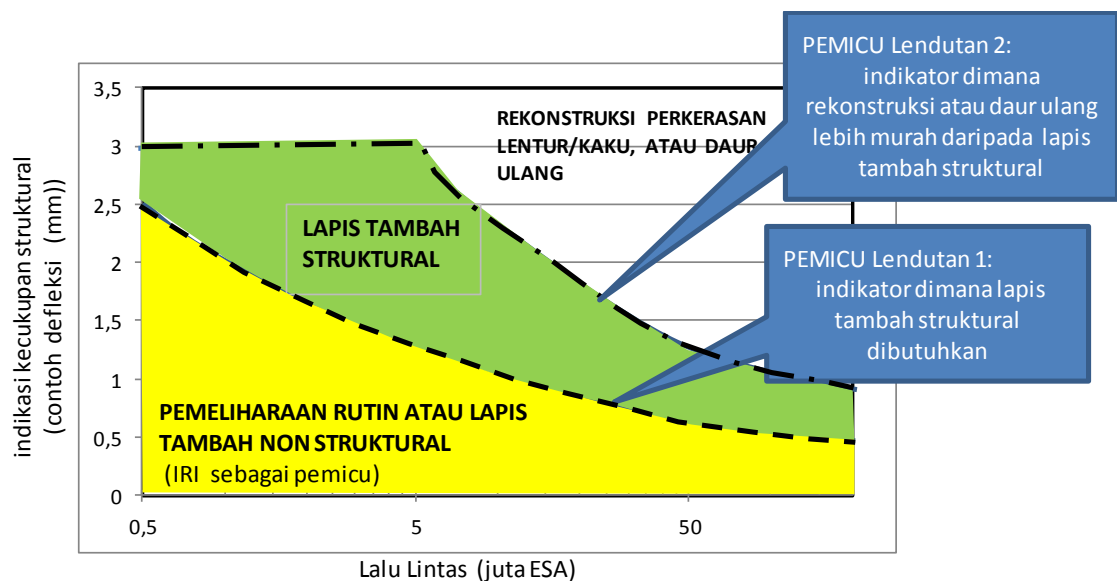 PEMICU Lendutan 2:
indikator dimana
rekonstruksi atau daur ulang
lebih murah daripada lapis
tambah struktural
PEMICU Lendutan 1:
indikator dimana lapis
tambah struktural
dibutuhkan
REKONSTRUKSI PERKERASAN
LENTUR/KAKU, ATAU DAUR
ULANG
LAPIS TAMBAH
STRUKTURAL
PEMELIHARAAN RUTIN ATAU LAPIS
TAMBAH NON STRUKTURAL
(IRI sebagai pemicu)
indikasi kecukupan struktural
(contoh defleksi (mm))
3,5
3
2,5
2
1,5
1
0,5
0
0,5
5
50
Lalu Lintas (juta ESA)